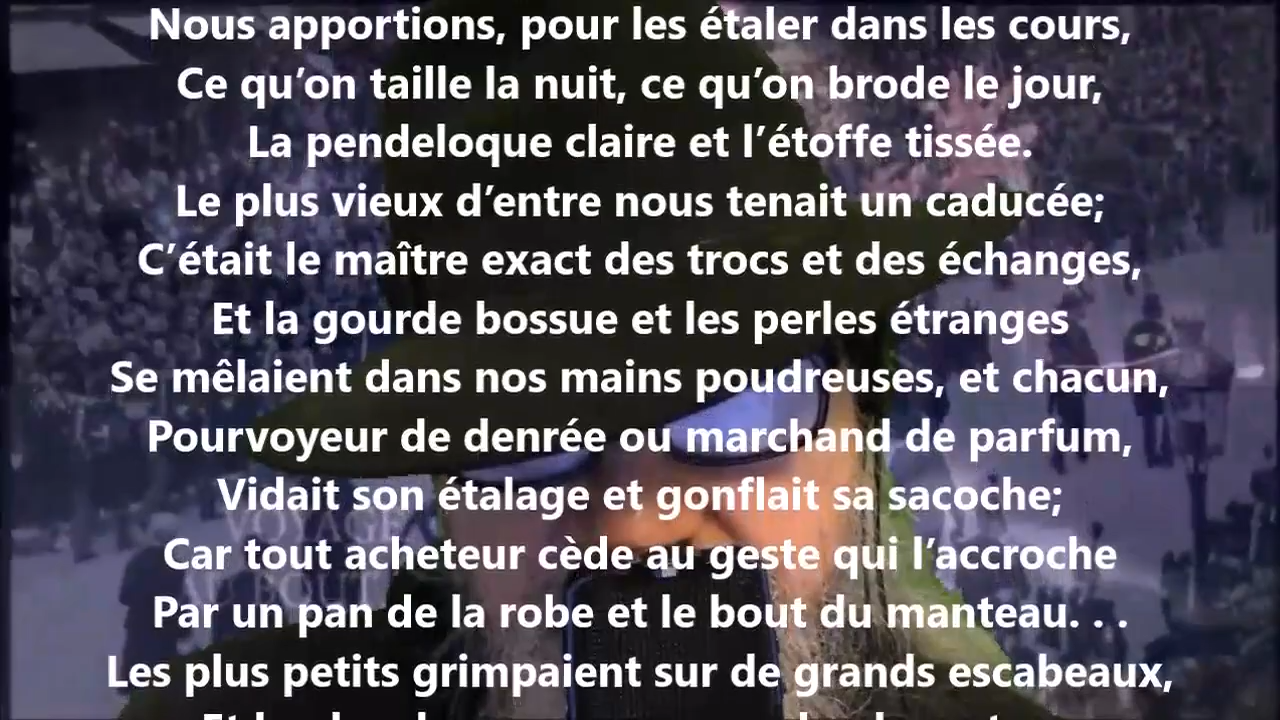 Nous apportions, pour les étaler dans les cours,
Ce qu’on taille la nuit, ce qu’on brode le jour,
La pendeloque claire et l’étoffe tissée.
Le plus vieux d’entre nous tenait un caducée;
C’était le maître exact des trocs et des échanges,
Et la gourde bossue et les perles étranges
Se mêlaient dans nos mains poudreuses, et chacun,
Pourvoyeur de denrée ou marchand de parfum,
Vidait son étalage et gonflait sa sacoche;
Car tout acheteur cède au geste qui l’accroche
Par un pan de la robe et le bout du manteau. . .
Les plus petits grimpaient sur de grands escabeaux,
VOYAGE
BOUT